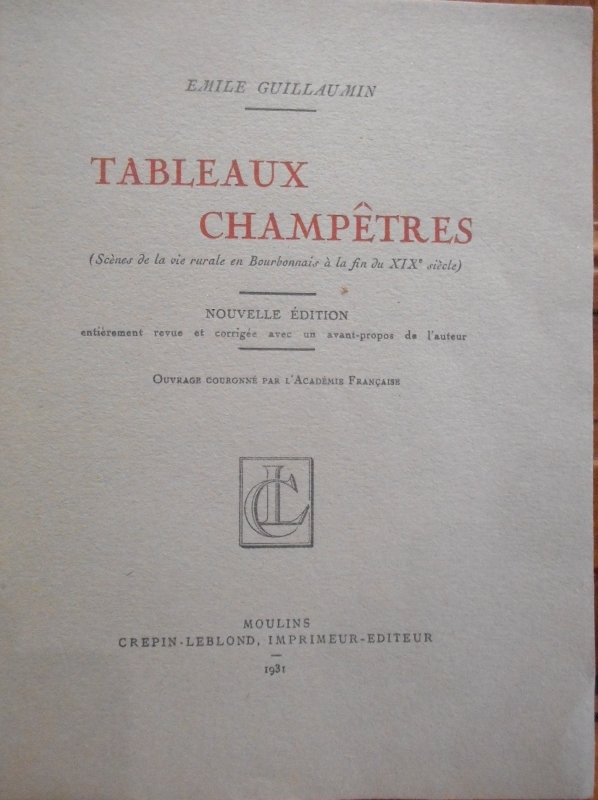 EMILE GUILLAUMIN
TABLEAUX
CHAMPÊTRES
(Scènes de la vie rurale en Bourbonnais à la fin du XIXe siècle)
NOUVELLE ÉDITION
entièrement revue et corrigée avec un avant-propos de l'auteur
OUVRAGE COURONNÉ PAR L'ACADÉMIE FRANÇAISE
CL
MOULINS
CREPIN-LEBLOND, IMPRIMEUR-EDITEUR
1931